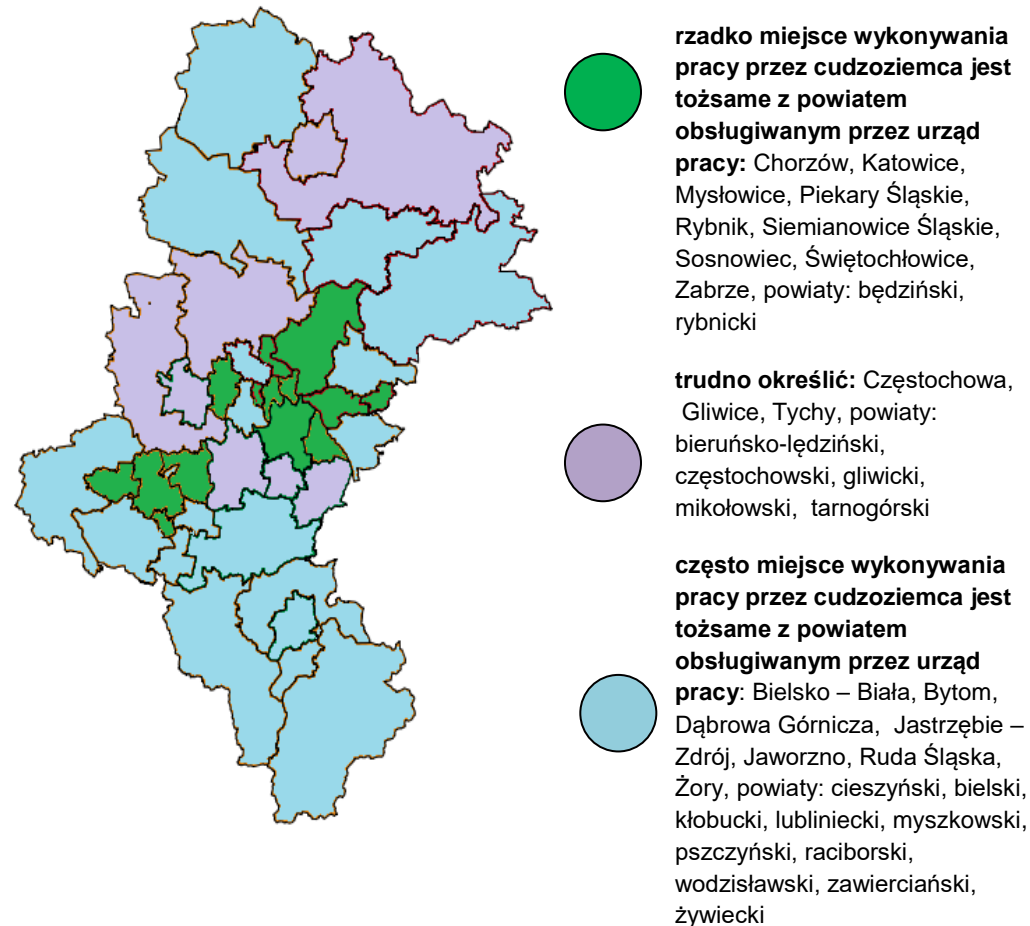 rzadko miejsce wykonywania
pracy przez cudzoziemca jest
tożsame z powiatem
obsługiwanym przez urząd
pracy: Chorzów, Katowice,
Mysłowice, Piekary Śląskie,
Rybnik, Siemianowice Śląskie,
Sosnowiec, Świętochłowice,
Zabrze, powiaty: będziński,
rybnicki
trudno określić: Częstochowa,
Gliwice, Tychy, powiaty:
bieruńsko-lędziński,
częstochowski, gliwicki,
mikołowski, tarnogórski
często miejsce wykonywania
pracy przez cudzoziemca jest
tożsame z powiatem
obsługiwanym przez urząd
pracy: Bielsko – Biała, Bytom,
Dąbrowa Górnicza, Jastrzębie –
Zdrój, Jaworzno, Ruda Śląska,
Żory, powiaty: cieszyński, bielski,
kłobucki, lubliniecki, myszkowski,
pszczyński, raciborski,
wodzisławski, zawierciański,
żywiecki